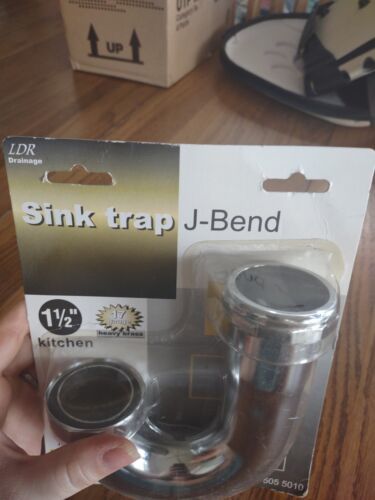 UP
LDR
Drainage
Sink trap J-Bend
1½"
17
heavy brass
kitchen
505 5010